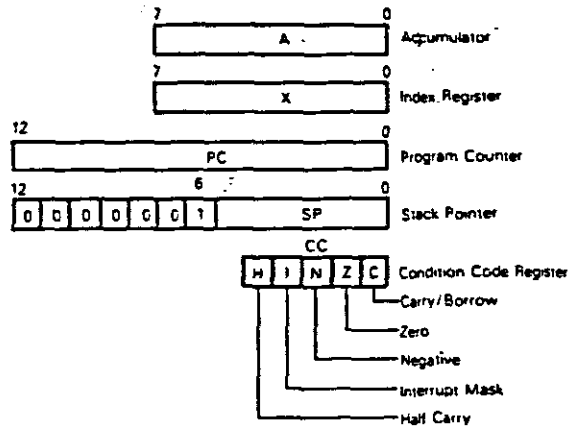 7 0
A Accumulator
7 0
X Index Register
12 0
PC Program Counter
12 6 0
0 0 0 0 0 0 1 SP Stack Pointer
CC
H I N Z C Condition Code Register
Carry/Borrow
Zero
Negative
Interrupt Mask
Half Carry